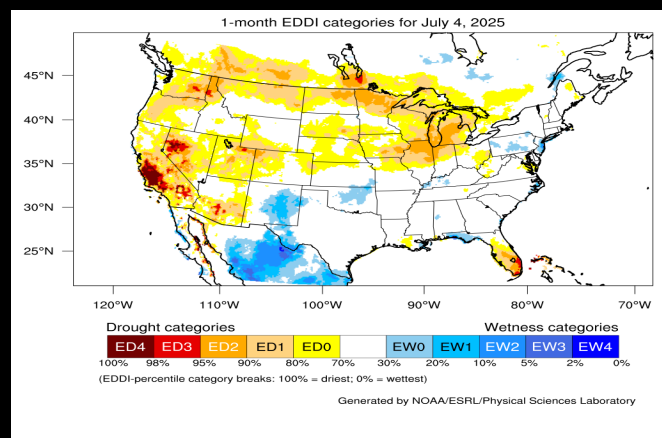 1-month EDDI categories for July 4, 2025
45°N
40°N
35°N
30°N
25°N
120°W 110°W 100°W 90°W 80°W 70°W
Drought categories Wetness categories
ED4 ED3 ED2 ED1 ED0 EW0 EW1 EW2 EW3 EW4
100% 98% 95% 90% 80% 70% 30% 20% 10% 5% 2% 0%
(EDDI-percentile category breaks: 100% = driest; 0% = wettest)
Generated by NOAA/ESRL/Physical Sciences Laboratory